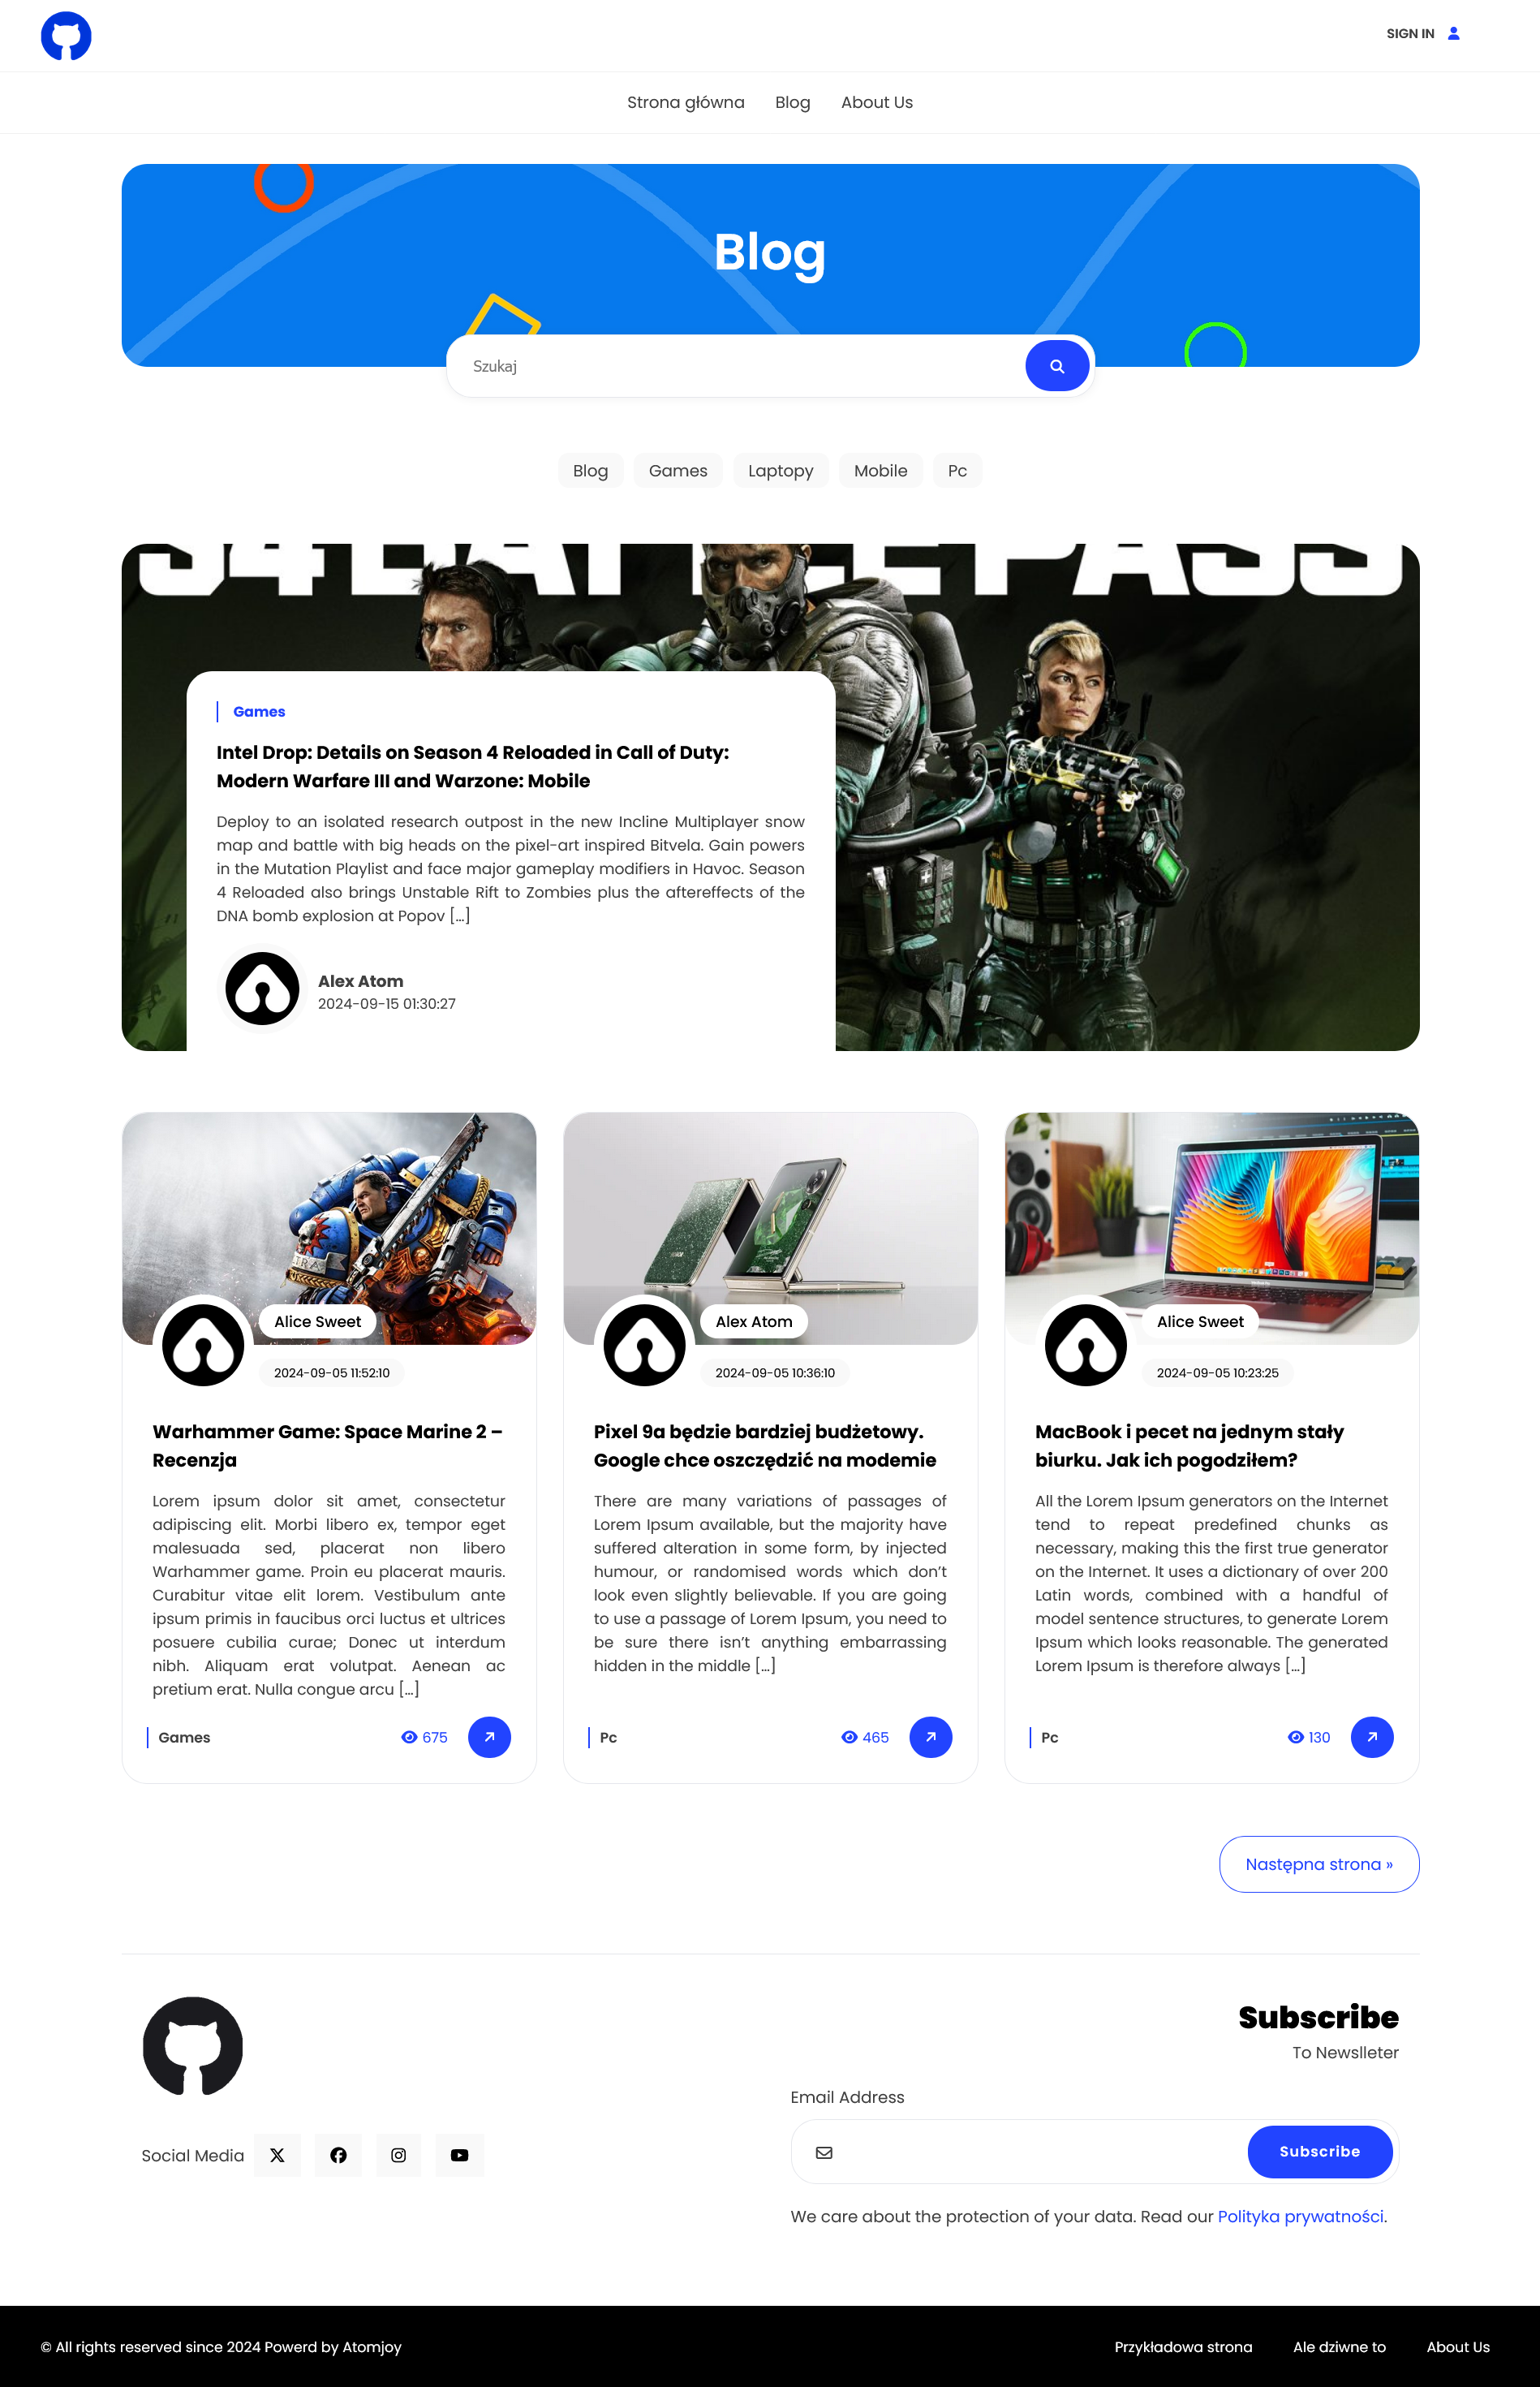 SIGN IN
Strona główna Blog About Us
Blog
Szukaj
Blog Games Laptopy Mobile Pc
S4 BATTLE PASS
Games
Intel Drop: Details on Season 4 Reloaded in Call of Duty:
Modern Warfare III and Warzone: Mobile
Deploy to an isolated research outpost in the new Incline Multiplayer snow
map and battle with big heads on the pixel-art inspired Bitvela. Gain powers
in the Mutation Playlist and face major gameplay modifiers in Havoc. Season
4 Reloaded also brings Unstable Rift to Zombies plus the aftereffects of the
DNA bomb explosion at Popov [...]
Alex Atom
2024-09-15 01:30:27
Alice Sweet
2024-09-05 11:52:10
Warhammer Game: Space Marine 2 –
Recenzja
Lorem ipsum dolor sit amet, consectetur
adipiscing elit. Morbi libero ex, tempor eget
malesuada sed, placerat non libero
Warhammer game. Proin eu placerat mauris.
Curabitur vitae elit lorem. Vestibulum ante
ipsum primis in faucibus orci luctus et ultrices
posuere cubilia curae; Donec ut interdum
nibh. Aliquam erat volutpat. Aenean ac
pretium erat. Nulla congue arcu [...]
Games 675
Alex Atom
2024-09-05 10:36:10
Pixel 9a będzie bardziej budżetowy.
Google chce oszczędzić na modemie
There are many variations of passages of
Lorem Ipsum available, but the majority have
suffered alteration in some form, by injected
humour, or randomised words which don’t
look even slightly believable. If you are going
to use a passage of Lorem Ipsum, you need to
be sure there isn’t anything embarrassing
hidden in the middle [...]
Pc 465
Alice Sweet
2024-09-05 10:23:25
MacBook i pecet na jednym stały
biurku. Jak ich pogodziłem?
All the Lorem Ipsum generators on the Internet
tend to repeat predefined chunks as
necessary, making this the first true generator
on the Internet. It uses a dictionary of over 200
Latin words, combined with a handful of
model sentence structures, to generate Lorem
Ipsum which looks reasonable. The generated
Lorem Ipsum is therefore always [...]
Pc 130
Następna strona »
Subscribe
To Newslleter
Email Address
Subscribe
Social Media
We care about the protection of your data. Read our Polityka prywatności.
© All rights reserved since 2024 Powerd by Atomjoy
Przykładowa strona Ale dziwne to About Us